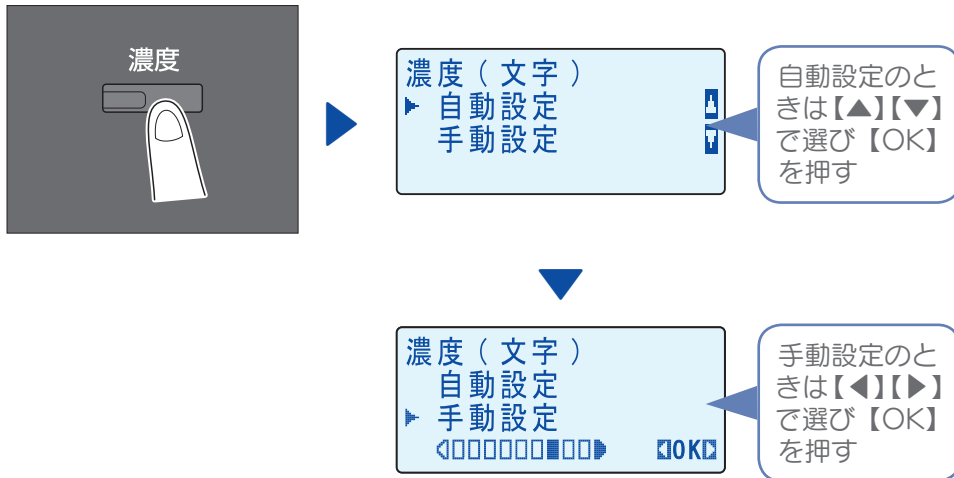 濃度
濃度(文字)
▶ 自動設定
手動設定
自動設定のと
きは【▲】【▼】
で選び【OK】
を押す
濃度(文字)
自動設定
▶ 手動設定
OK
手動設定のと
きは【◀】【▶】
で選び【OK】
を押す